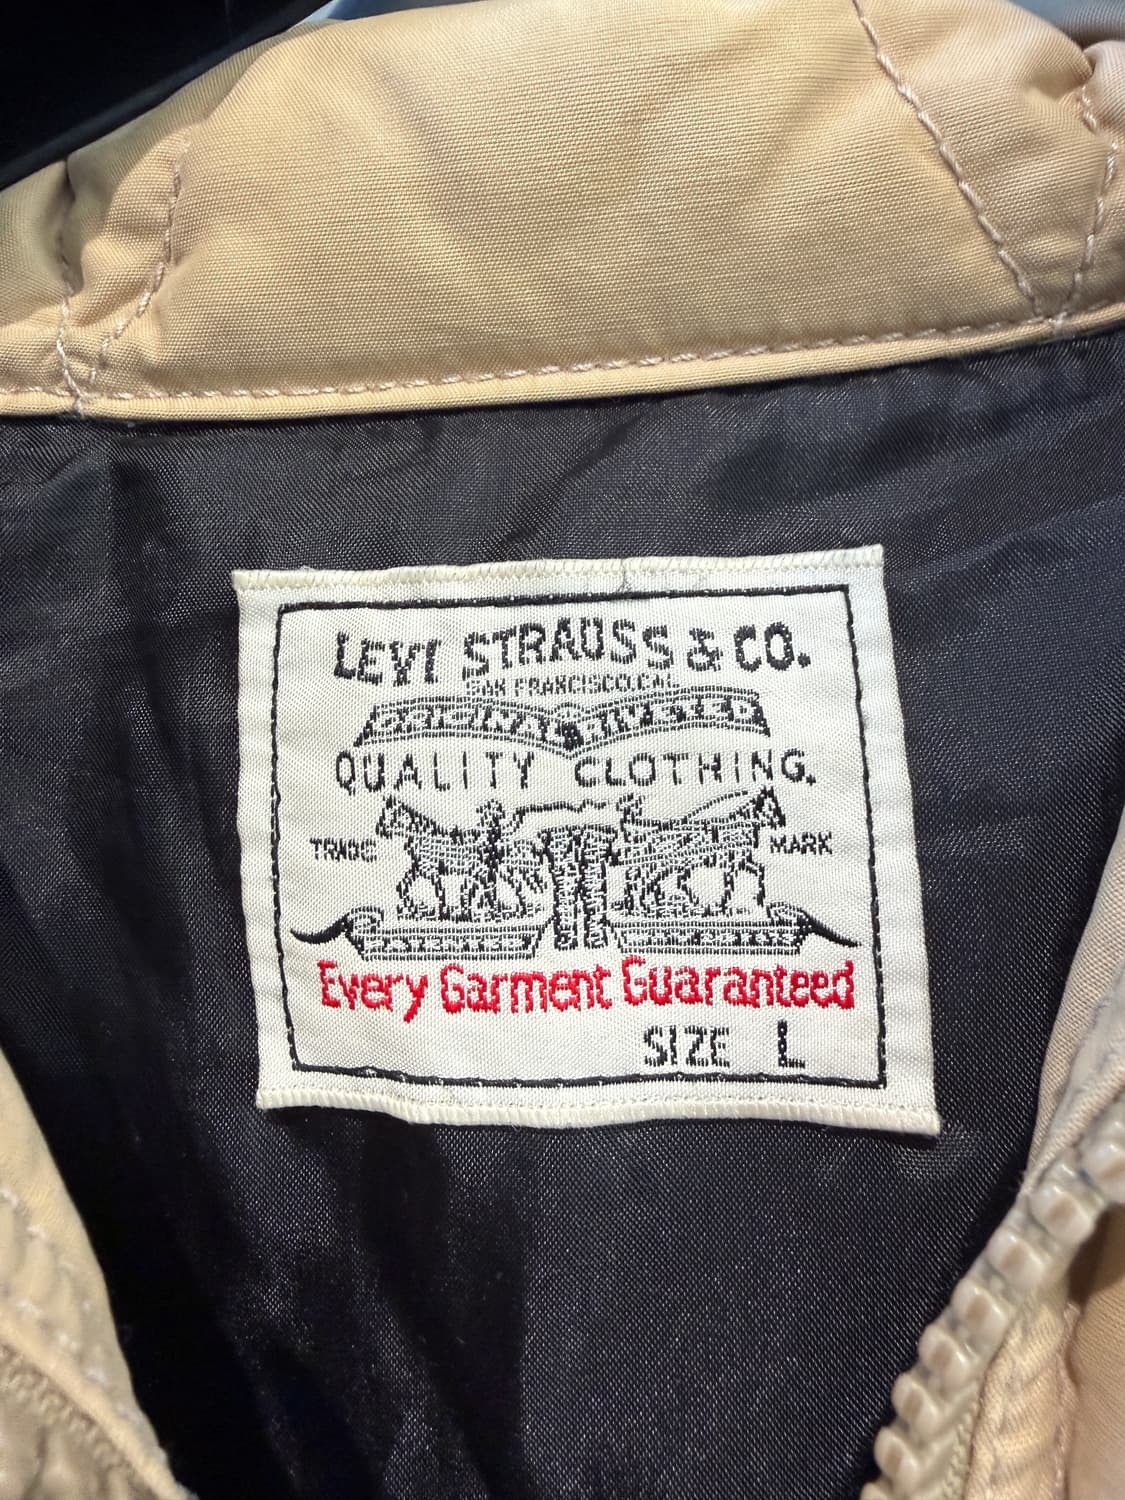 LEVI STRAUSS & CO.
SAN FRANCISCO, CAL.
ORIGINAL RIVETED
QUALITY CLOTHING.
TRADE MARK
Every Garment Guaranteed
SIZE L